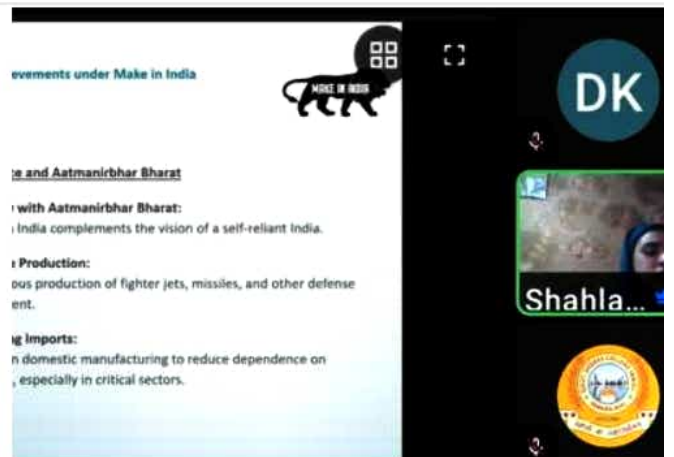 evements under Make in India
MAKE IN INDIA
e and Aatmanirbhar Bharat
with Aatmanirbhar Bharat:
India complements the vision of a self-reliant India.
Production:
ous production of fighter jets, missiles, and other defense
ent.
g Imports:
n domestic manufacturing to reduce dependence on
, especially in critical sectors.
DK
Shahla...